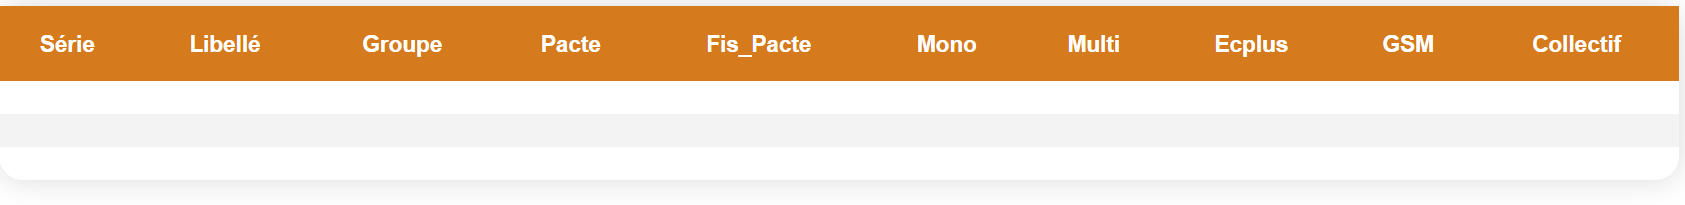 Série Libellé Groupe Pacte Fis_Pacte Mono Multi Ecplus GSM Collectif